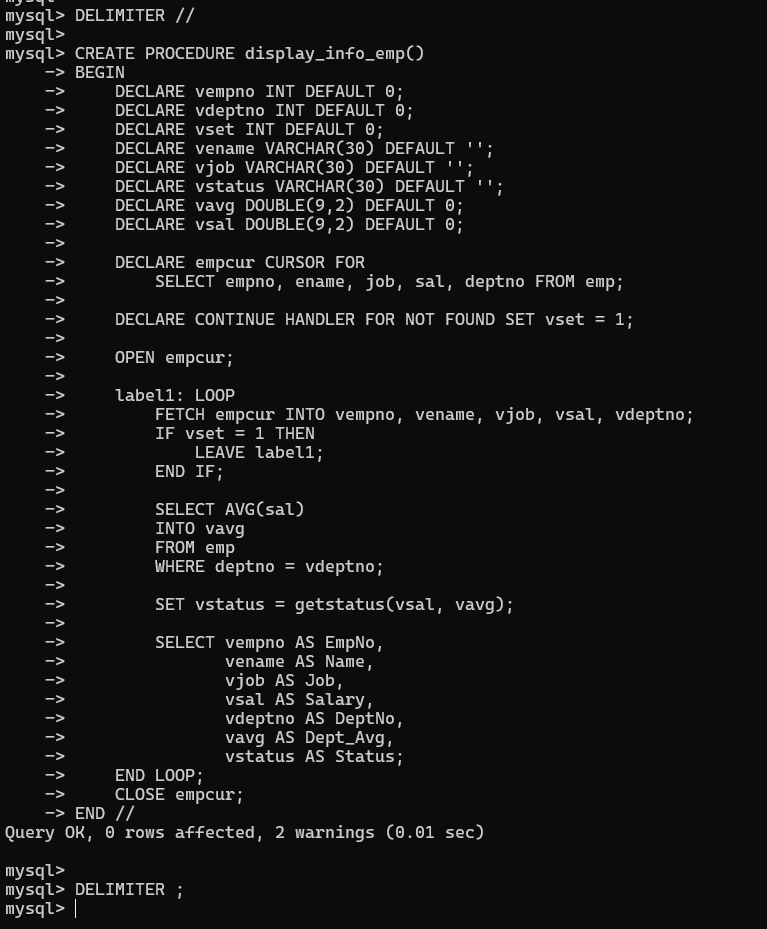 mysql>
mysql> DELIMITER //
mysql>
mysql> CREATE PROCEDURE display_info_emp()
    -> BEGIN
    ->     DECLARE vempno INT DEFAULT 0;
    ->     DECLARE vdeptno INT DEFAULT 0;
    ->     DECLARE vset INT DEFAULT 0;
    ->     DECLARE vename VARCHAR(30) DEFAULT '';
    ->     DECLARE vjob VARCHAR(30) DEFAULT '';
    ->     DECLARE vstatus VARCHAR(30) DEFAULT '';
    ->     DECLARE vavg DOUBLE(9,2) DEFAULT 0;
    ->     DECLARE vsal DOUBLE(9,2) DEFAULT 0;
    ->
    ->     DECLARE empcur CURSOR FOR
    ->         SELECT empno, ename, job, sal, deptno FROM emp;
    ->
    ->     DECLARE CONTINUE HANDLER FOR NOT FOUND SET vset = 1;
    ->
    ->     OPEN empcur;
    ->
    ->     label1: LOOP
    ->         FETCH empcur INTO vempno, vename, vjob, vsal, vdeptno;
    ->         IF vset = 1 THEN
    ->             LEAVE label1;
    ->         END IF;
    ->
    ->         SELECT AVG(sal)
    ->         INTO vavg
    ->         FROM emp
    ->         WHERE deptno = vdeptno;
    ->
    ->         SET vstatus = getstatus(vsal, vavg);
    ->
    ->         SELECT vempno AS EmpNo,
    ->                vename AS Name,
    ->                vjob AS Job,
    ->                vsal AS Salary,
    ->                vdeptno AS DeptNo,
    ->                vavg AS Dept_Avg,
    ->                vstatus AS Status;
    ->     END LOOP;
    ->     CLOSE empcur;
    -> END //
Query OK, 0 rows affected, 2 warnings (0.01 sec)

mysql>
mysql> DELIMITER ;
mysql>